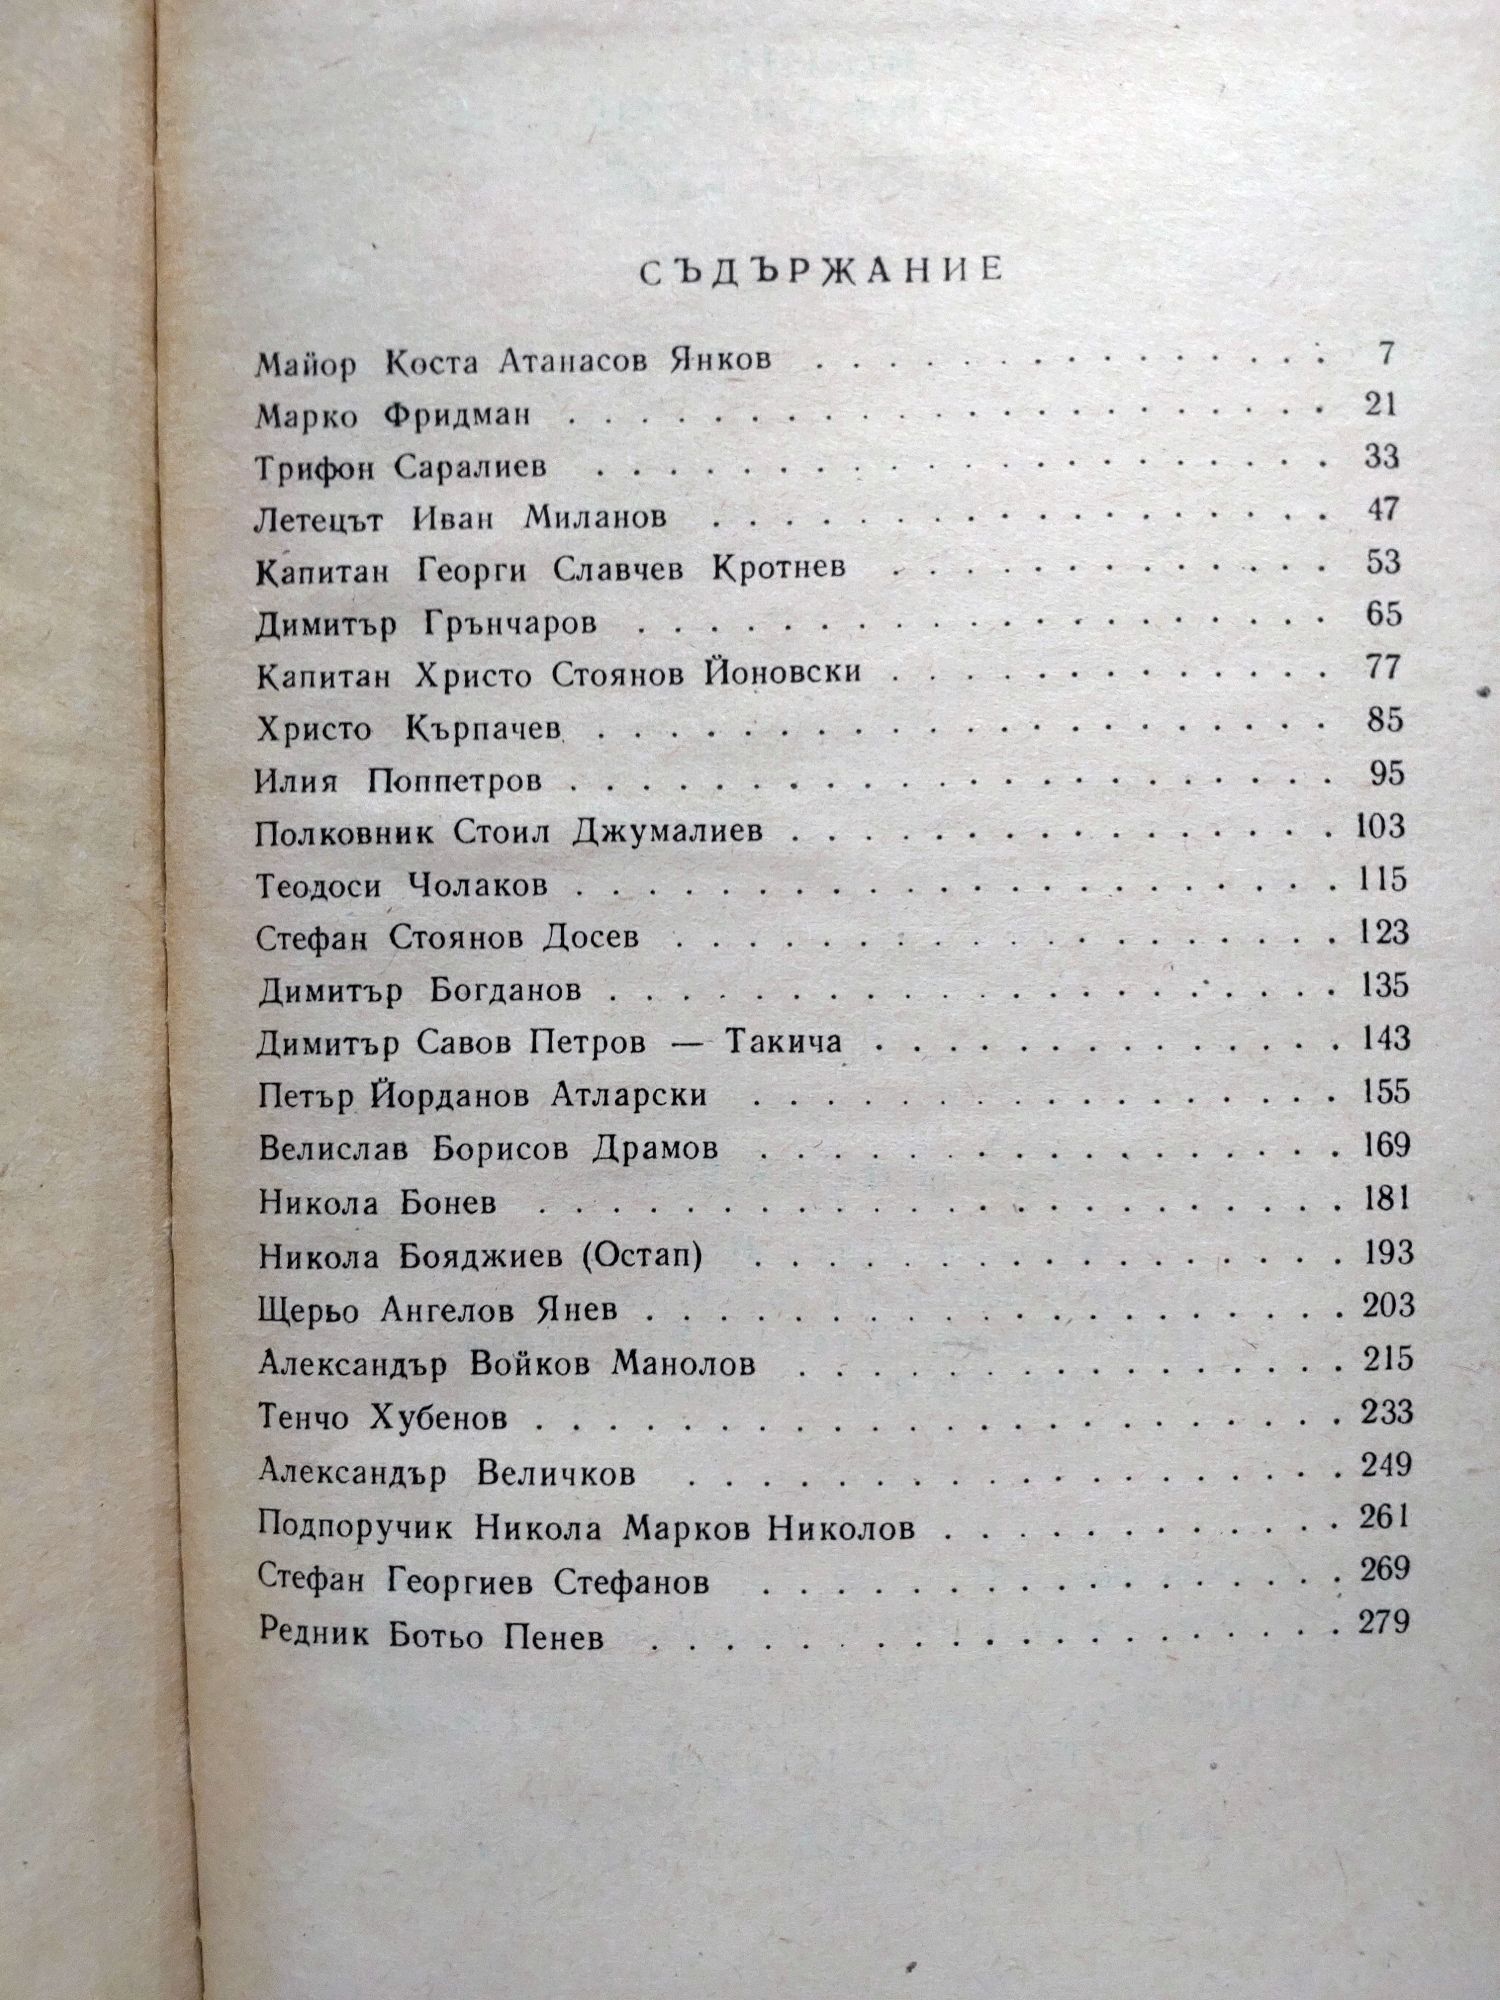 СЪДЪРЖАНИЕ
Майор Коста Атанасов Янков . . . . . . . . . . . . . . . 7
Марко Фридман . . . . . . . . . . . . . . . . . . . . . 21
Трифон Саралиев . . . . . . . . . . . . . . . . . . . . 33
Летецът Иван Миланов . . . . . . . . . . . . . . . . . 47
Капитан Георги Славчев Кротнев . . . . . . . . . . . . . 53
Димитър Грънчаров . . . . . . . . . . . . . . . . . . . 65
Капитан Христо Стоянов Йоновски . . . . . . . . . . . . . 77
Христо Кърпачев . . . . . . . . . . . . . . . . . . . . 85
Илия Поппетров . . . . . . . . . . . . . . . . . . . . . 95
Полковник Стоил Джумалиев . . . . . . . . . . . . . . . 103
Теодоси Чолаков . . . . . . . . . . . . . . . . . . . . . 115
Стефан Стоянов Досев . . . . . . . . . . . . . . . . . . 123
Димитър Богданов . . . . . . . . . . . . . . . . . . . . 135
Димитър Савов Петров — Такича . . . . . . . . . . . . . 143
Петър Йорданов Атларски . . . . . . . . . . . . . . . . 155
Велислав Борисов Драмов . . . . . . . . . . . . . . . . 169
Никола Бонев . . . . . . . . . . . . . . . . . . . . . . 181
Никола Бояджиев (Остап) . . . . . . . . . . . . . . . . 193
Щерьо Ангелов Янев . . . . . . . . . . . . . . . . . . . 203
Александър Войков Манолов . . . . . . . . . . . . . . . 215
Тенчо Хубенов . . . . . . . . . . . . . . . . . . . . . . 233
Александър Величков . . . . . . . . . . . . . . . . . . 249
Подпоручик Никола Марков Николов . . . . . . . . . . . 261
Стефан Георгиев Стефанов . . . . . . . . . . . . . . . . 269
Редник Ботьо Пенев . . . . . . . . . . . . . . . . . . . 279